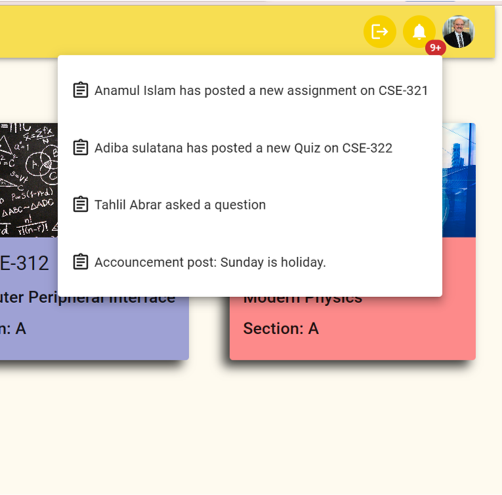 9+
Anamul Islam has posted a new assignment on CSE-321
Adiba sulatana has posted a new Quiz on CSE-322
Tahlil Abrar asked a question
Accouncement post: Sunday is holiday.
E-312
uter Peripheral Interface
n: A
Modern Physics
Section: A